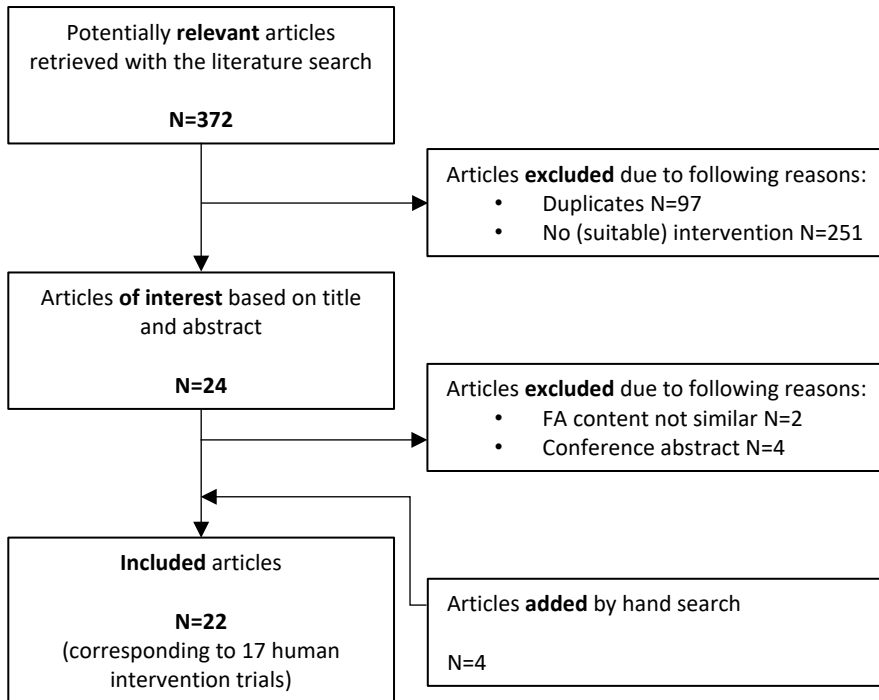 Potentially relevant articles
retrieved with the literature search
N=372
Articles excluded due to following reasons:
• Duplicates N=97
• No (suitable) intervention N=251
Articles of interest based on title
and abstract
N=24
Articles excluded due to following reasons:
• FA content not similar N=2
• Conference abstract N=4
Included articles
N=22
(corresponding to 17 human
intervention trials)
Articles added by hand search
N=4